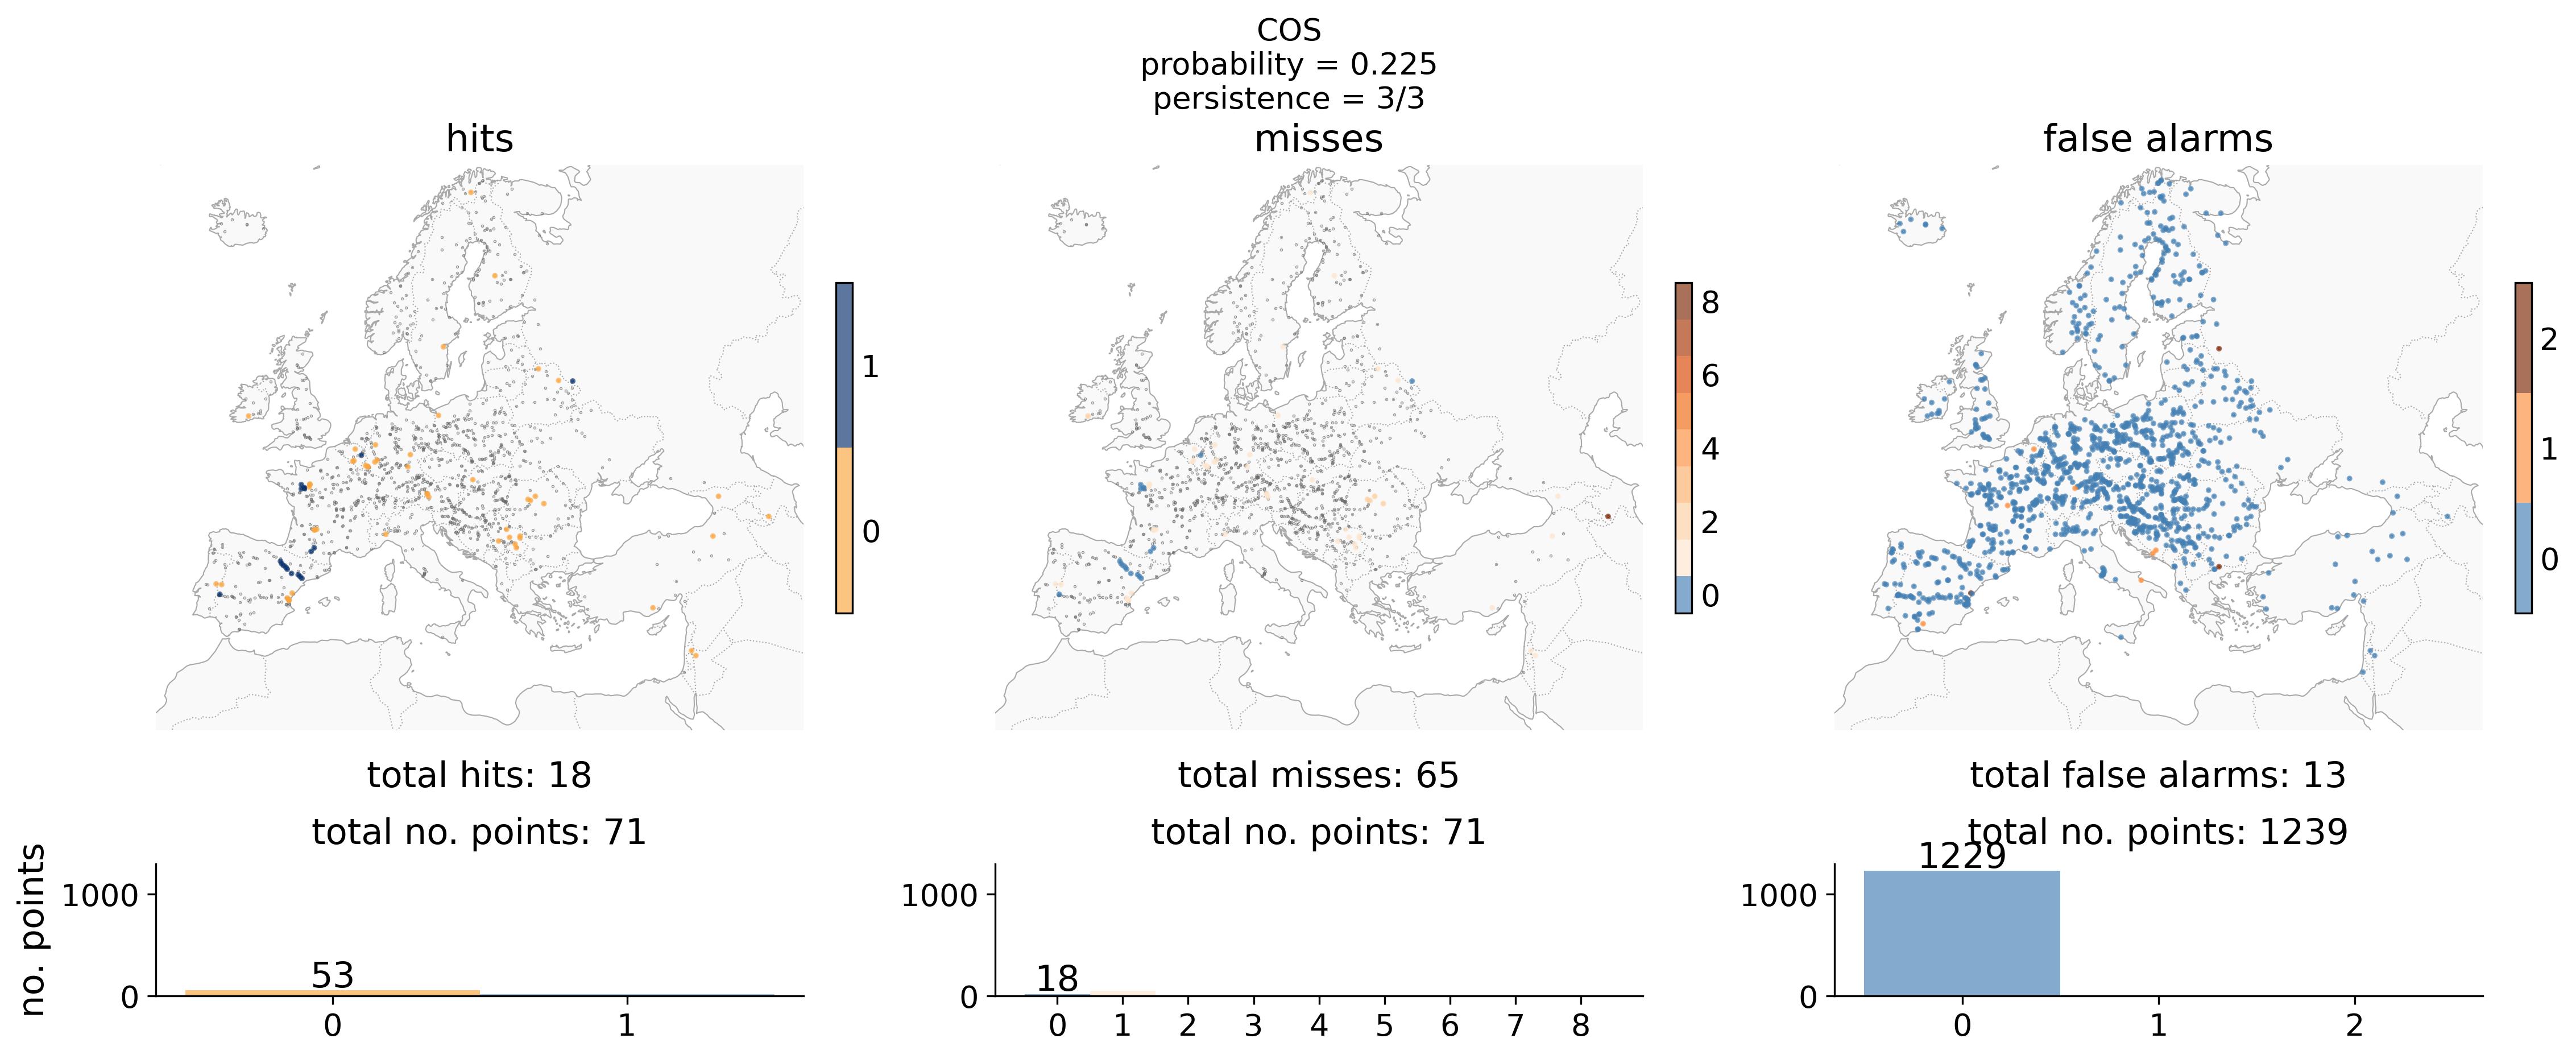 COS
probability = 0.225
persistence = 3/3
hits
misses
false alarms
1
0
8
6
4
2
0
2
1
0
total hits: 18
total misses: 65
total false alarms: 13
total no. points: 71
total no. points: 71
total no. points: 1239
no. points
1000
0
53
0 1
1000
0
18
0 1 2 3 4 5 6 7 8
1000
0
1229
0 1 2